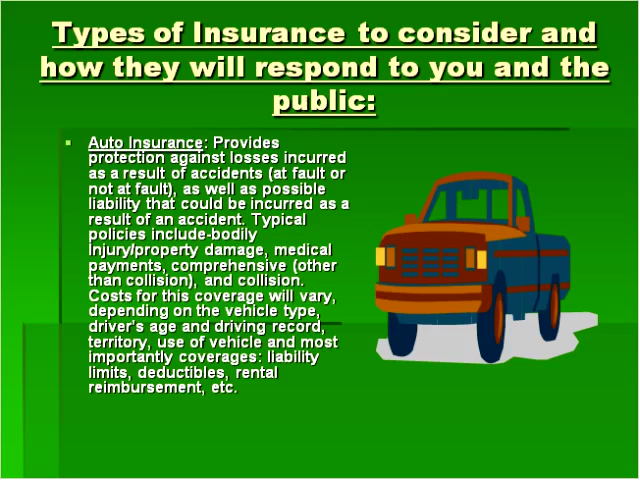 Types of Insurance to consider and
how they will respond to you and the
public:
Auto Insurance: Provides
protection against losses incurred
as a result of accidents (at fault or
not at fault), as well as possible
liability that could be incurred as a
result of an accident. Typical
policies include-bodily
Injury/property damage, medical
payments, comprehensive (other
than collision), and collision.
Costs for this coverage will vary,
depending on the vehicle type,
driver's age and driving record,
territory, use of vehicle and most
importantly coverages: liability
limits, deductibles, rental
reimbursement, etc.